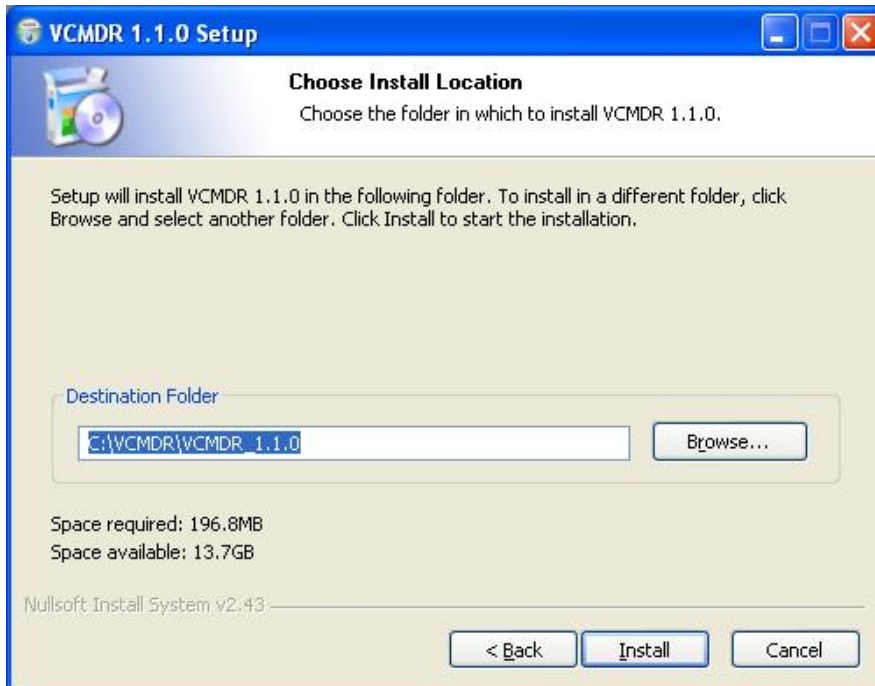 VCMDR 1.1.0 Setup
Choose Install Location
Choose the folder in which to install VCMDR 1.1.0.
Setup will install VCMDR 1.1.0 in the following folder. To install in a different folder, click
Browse and select another folder. Click Install to start the installation.
Destination Folder
C:\VCMDR\VCMDR_1.1.0
Browse...
Space required: 196.8MB
Space available: 13.7GB
Nullsoft Install System v2.43
< Back
Install
Cancel